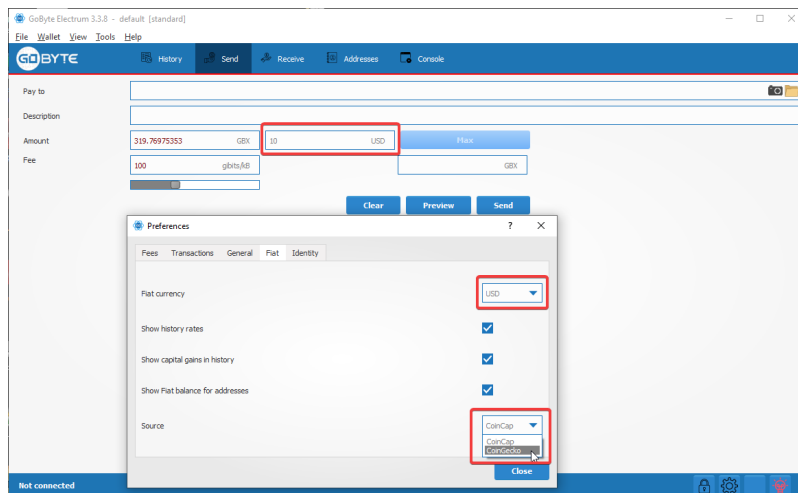 GoByte Electrum 3.3.8 - default [standard]
File Wallet View Tools Help
GOBYTE History Send Receive Addresses Console
Pay to
Description
Amount 319.76975353 GBX 10 USD Max
Fee 100 gibits/kB GBX
Clear Preview Send
Preferences ?
Fees Transactions General Fiat Identity
Fiat currency USD
Show history rates
Show capital gains in history
Show Fiat balance for addresses
Source CoinCap
CoinCap
CoinGecko
Close
Not connected